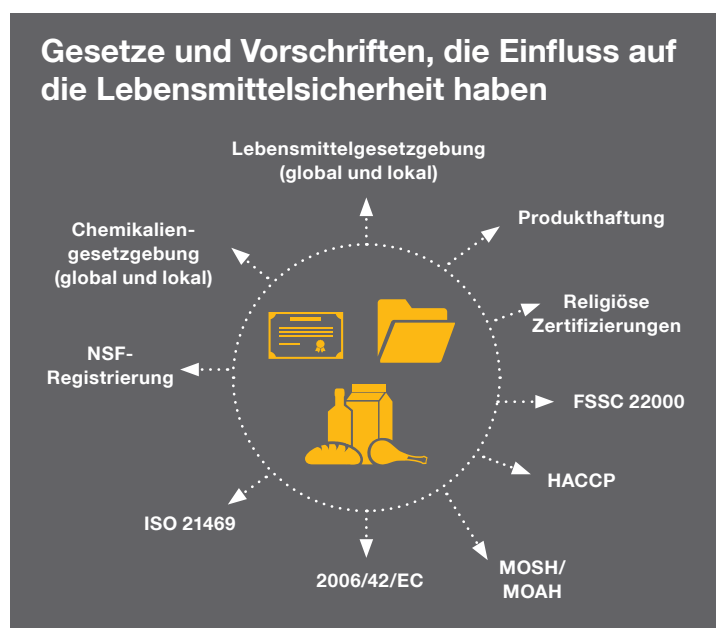 Gesetze und Vorschriften, die Einfluss auf
die Lebensmittelsicherheit haben
Lebensmittelgesetzgebung
(global und lokal)
Produkthaftung
Religiöse
Zertifizierungen
FSSC 22000
HACCP
MOSH/
MOAH
2006/42/EC
ISO 21469
NSF-
Registrierung
Chemikalien-
gesetzgebung
(global und lokal)